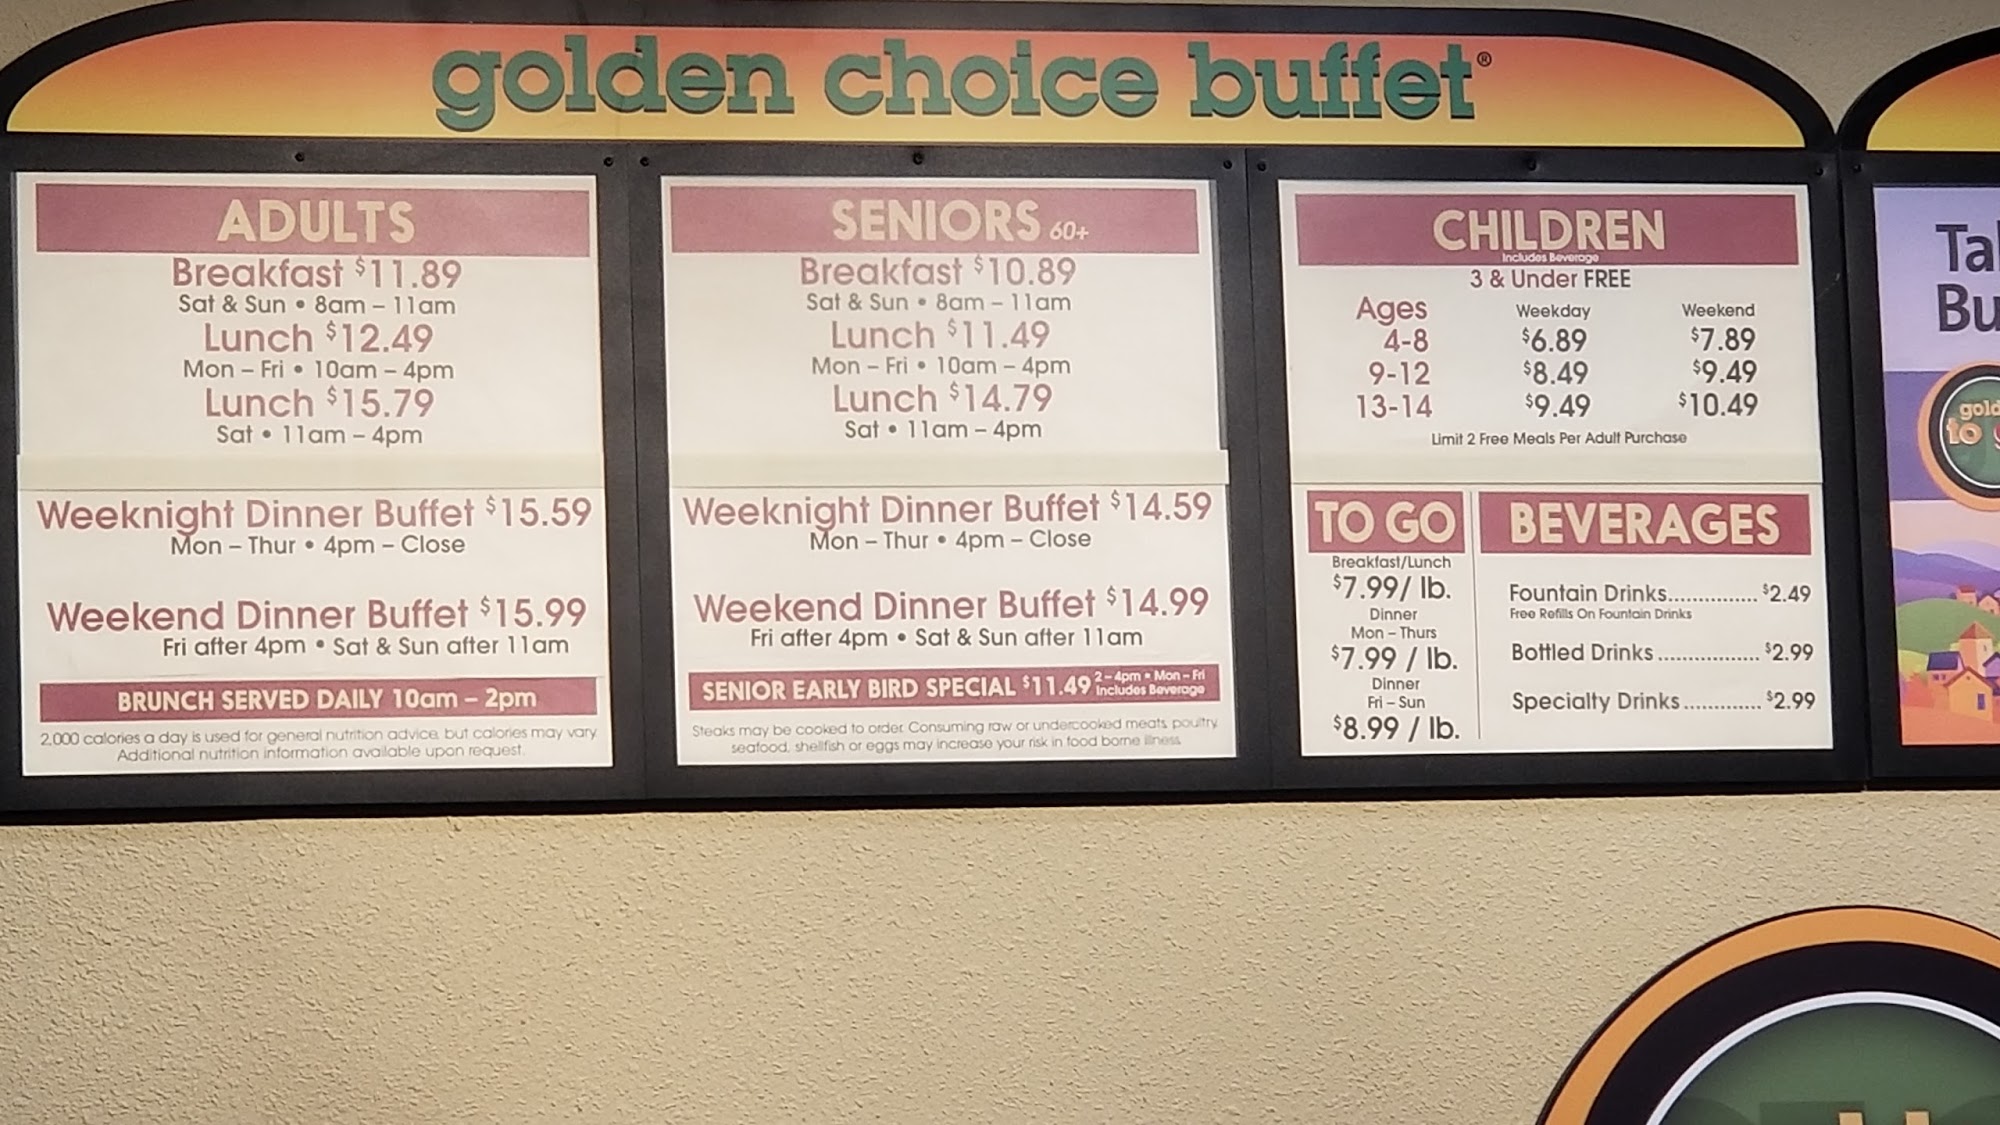 golden choice buffet®
ADULTS
Breakfast $11.89
Sat & Sun • 8am – 11am
Lunch $12.49
Mon – Fri • 10am – 4pm
Lunch $15.79
Sat • 11am – 4pm
Weeknight Dinner Buffet $15.59
Mon – Thur • 4pm – Close
Weekend Dinner Buffet $15.99
Fri after 4pm • Sat & Sun after 11am
BRUNCH SERVED DAILY 10am – 2pm
2,000 calories a day is used for general nutrition advice, but calories may vary.
Additional nutrition information available upon request.
SENIORS 60+
Breakfast $10.89
Sat & Sun • 8am – 11am
Lunch $11.49
Mon – Fri • 10am – 4pm
Lunch $14.79
Sat • 11am – 4pm
Weeknight Dinner Buffet $14.59
Mon – Thur • 4pm – Close
Weekend Dinner Buffet $14.99
Fri after 4pm • Sat & Sun after 11am
SENIOR EARLY BIRD SPECIAL $11.49 2 – 4pm • Mon – Fri
Includes Beverage
Steaks may be cooked to order. Consuming raw or undercooked meats, poultry,
seafood, shellfish or eggs may increase your risk in food borne illness.
CHILDREN
Includes Beverage
3 & Under FREE
Ages Weekday Weekend
4-8 $6.89 $7.89
9-12 $8.49 $9.49
13-14 $9.49 $10.49
Limit 2 Free Meals Per Adult Purchase
TO GO
Breakfast/Lunch
$7.99/ lb.
Dinner
Mon – Thurs
$7.99 / lb.
Dinner
Fri – Sun
$8.99 / lb.
BEVERAGES
Fountain Drinks............... $2.49
Free Refills On Fountain Drinks
Bottled Drinks................. $2.99
Specialty Drinks............. $2.99
to